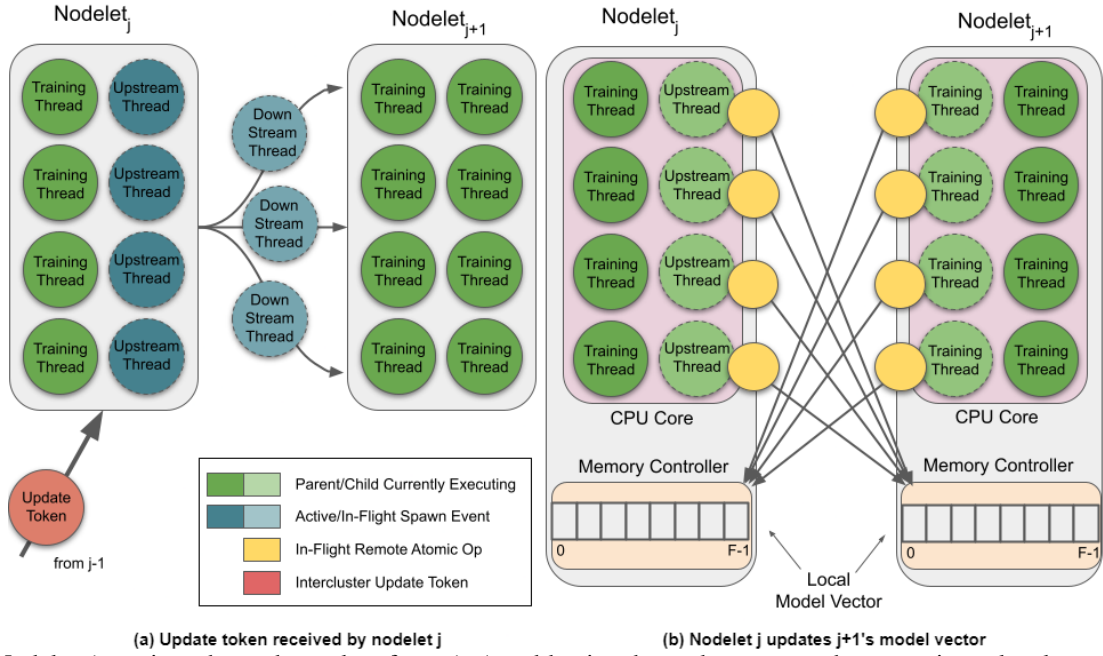 Nodelet j
Nodelet j+1
Training Thread
Upstream Thread
Training Thread
Upstream Thread
Training Thread
Upstream Thread
Training Thread
Upstream Thread
Down Stream Thread
Down Stream Thread
Down Stream Thread
Training Thread
Training Thread
Training Thread
Training Thread
Training Thread
Training Thread
Training Thread
Training Thread
Update Token
from j-1
Parent/Child Currently Executing
Active/In-Flight Spawn Event
In-Flight Remote Atomic Op
Intercluster Update Token
(a) Update token received by nodelet j
Nodelet j
Nodelet j+1
Training Thread
Upstream Thread
Training Thread
Upstream Thread
Training Thread
Upstream Thread
Training Thread
Upstream Thread
CPU Core
Training Thread
Training Thread
Training Thread
Training Thread
Training Thread
Training Thread
Training Thread
Training Thread
CPU Core
Memory Controller
0
F-1
Memory Controller
0
F-1
Local
Model Vector
(b) Nodelet j updates j+1's model vector